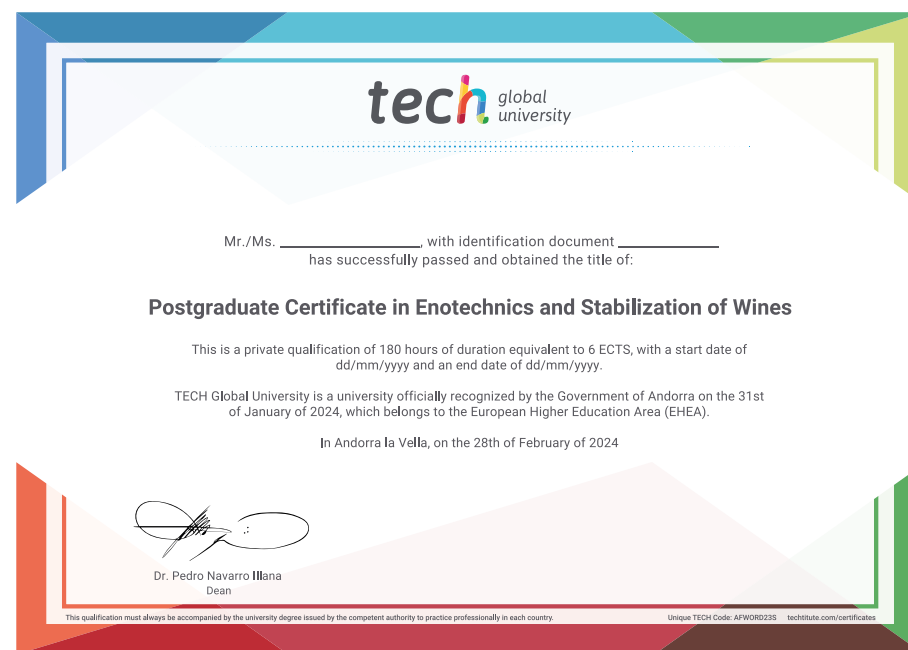 tech global university
Mr./Ms. ____________, with identification document ____________
has successfully passed and obtained the title of:
Postgraduate Certificate in Enotechnics and Stabilization of Wines
This is a private qualification of 180 hours of duration equivalent to 6 ECTS, with a start date of
dd/mm/yyyy and an end date of dd/mm/yyyy.
TECH Global University is a university officially recognized by the Government of Andorra on the 31st
of January of 2024, which belongs to the European Higher Education Area (EHEA).
In Andorra la Vella, on the 28th of February of 2024
Dr. Pedro Navarro Illana
Dean
This qualification must always be accompanied by the university degree issued by the competent authority to practice professionally in each country.
Unique TECH Code: AFWORD23S techtitute.com/certificates